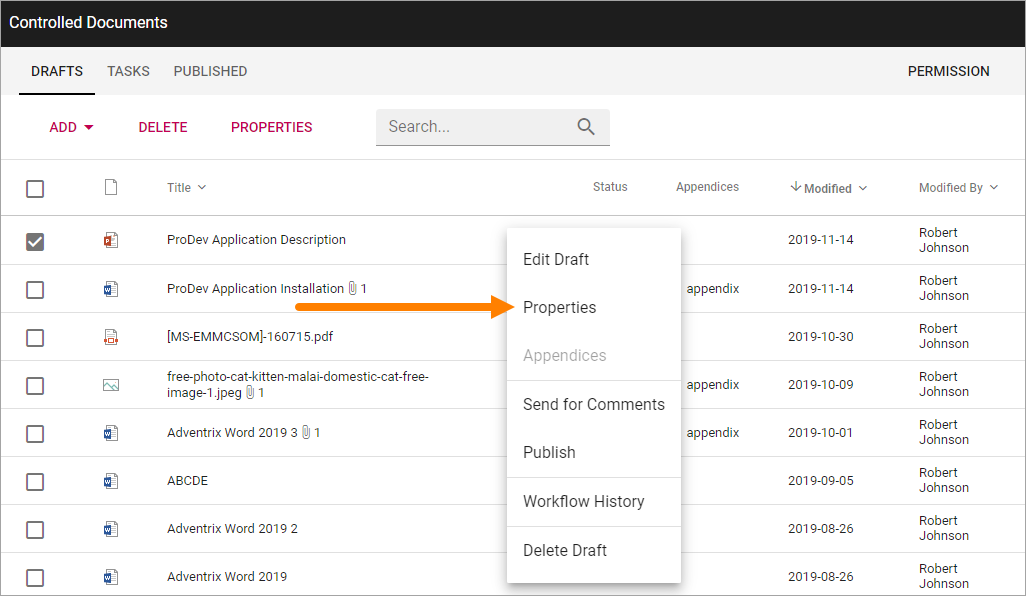 Controlled Documents
DRAFTS TASKS PUBLISHED PERMISSION
ADD DELETE PROPERTIES Search...
Title Status Appendices Modified Modified By
ProDev Application Description 2019-11-14 Robert
Johnson
Edit Draft
ProDev Application Installation 1 appendix 2019-11-14 Robert
Johnson
Properties
[MS-EMMCSOM]-160715.pdf 2019-10-30 Robert
Johnson
Appendices
free-photo-cat-kitten-malai-domestic-cat-free-
image-1.jpeg 1 appendix 2019-10-09 Robert
Johnson
Send for Comments
Adventrix Word 2019 3 1 appendix 2019-10-01 Robert
Johnson
Publish
ABCDE 2019-09-05 Robert
Johnson
Workflow History
Adventrix Word 2019 2 2019-08-26 Robert
Johnson
Delete Draft
Adventrix Word 2019 2019-08-26 Robert
Johnson